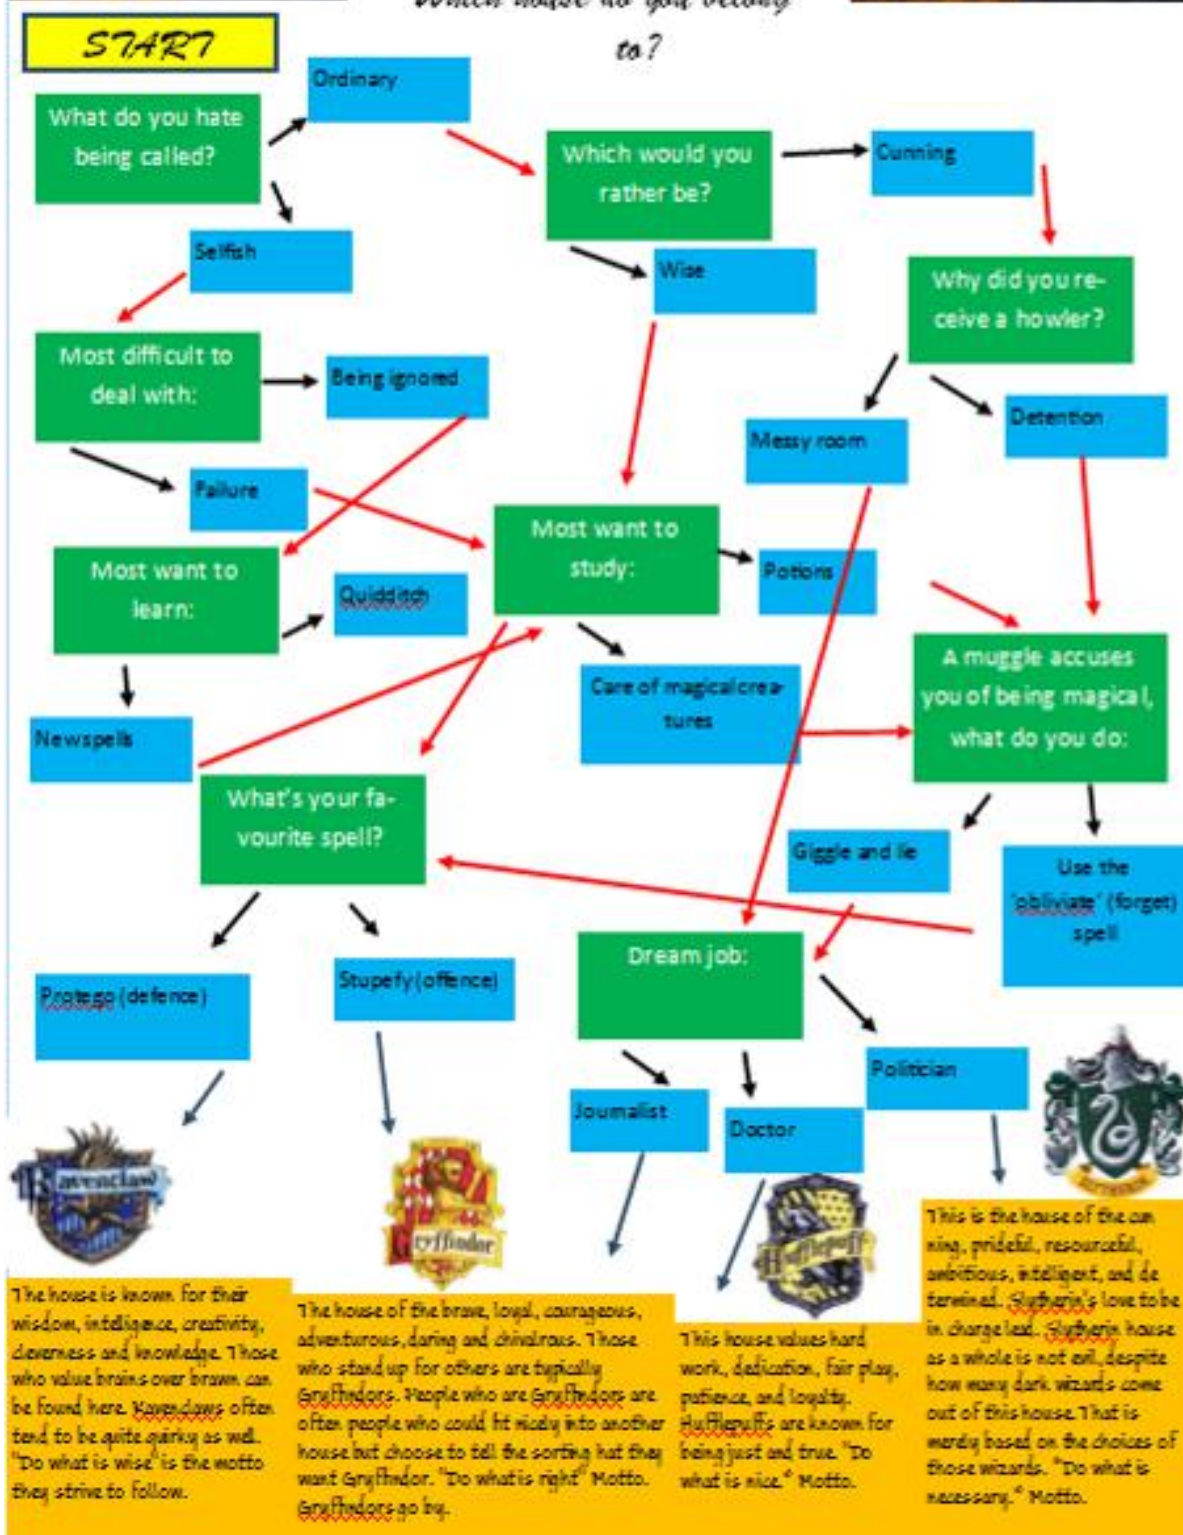 Which house do you belong
to?
START
Ordinary
What do you hate
being called?
Which would you
rather be?
Cunning
Selfish
Wise
Why did you re-
ceive a howler?
Most difficult to
deal with:
Being ignored
Messy room
Detention
Failure
Most want to
study:
Most want to
learn:
Quidditch
Potions
A muggle accuses
you of being magical,
what do you do:
Care of magical crea-
tures
New spells
What's your fa-
vourite spell?
Giggle and lie
Use the
'obliviate' (forget)
spell
Dream job:
Protego (defence)
Stupefy (offence)
Politician
Journalist
Doctor
Ravenclaw
Gryffindor
Hufflepuff
SLYTHERIN
The house is known for their
wisdom, intelligence, creativity,
cleverness and knowledge. Those
who value brains over brawn can
be found here. Ravenclaws often
tend to be quite quirky as well.
"Do what is wise" is the motto
they strive to follow.
The house of the brave, loyal, courageous,
adventurous, daring and chivalrous. Those
who stand up for others are typically
Gryffindors. People who are Gryffindors are
often people who could fit nicely into another
house but choose to tell the sorting hat they
want Gryffindor. "Do what is right" Motto.
Gryffindors go by.
This house values hard
work, dedication, fair play,
patience, and loyalty.
Hufflepuffs are known for
being just and true. "Do
what is nice." Motto.
This is the house of the cun
ning, prideful, resourceful,
ambitious, intelligent, and de
termined. Slytherin's love to be
in charge lead. Slytherin house
as a whole is not evil, despite
how many dark wizards come
out of this house. That is
merely based on the choices of
those wizards. "Do what is
necessary." Motto.